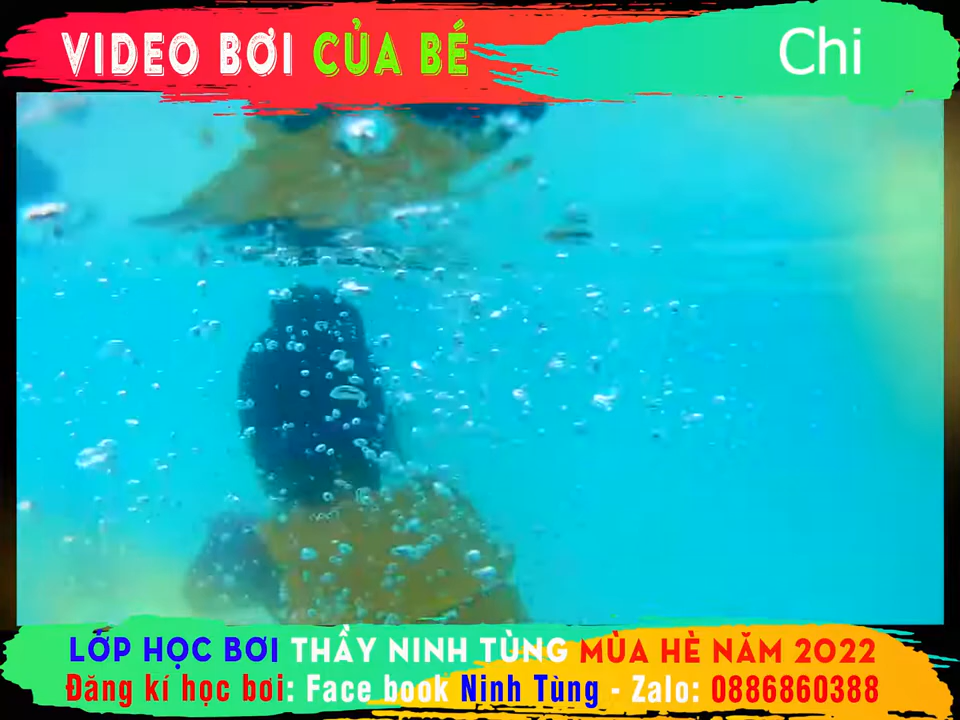 VIDEO BƠI CỦA BÉ
Chi
LỚP HỌC BƠI THẦY NINH TÙNG MÙA HÈ NĂM 2022
Đăng kí học bơi: Face book Ninh Tùng - Zalo: 0886860388